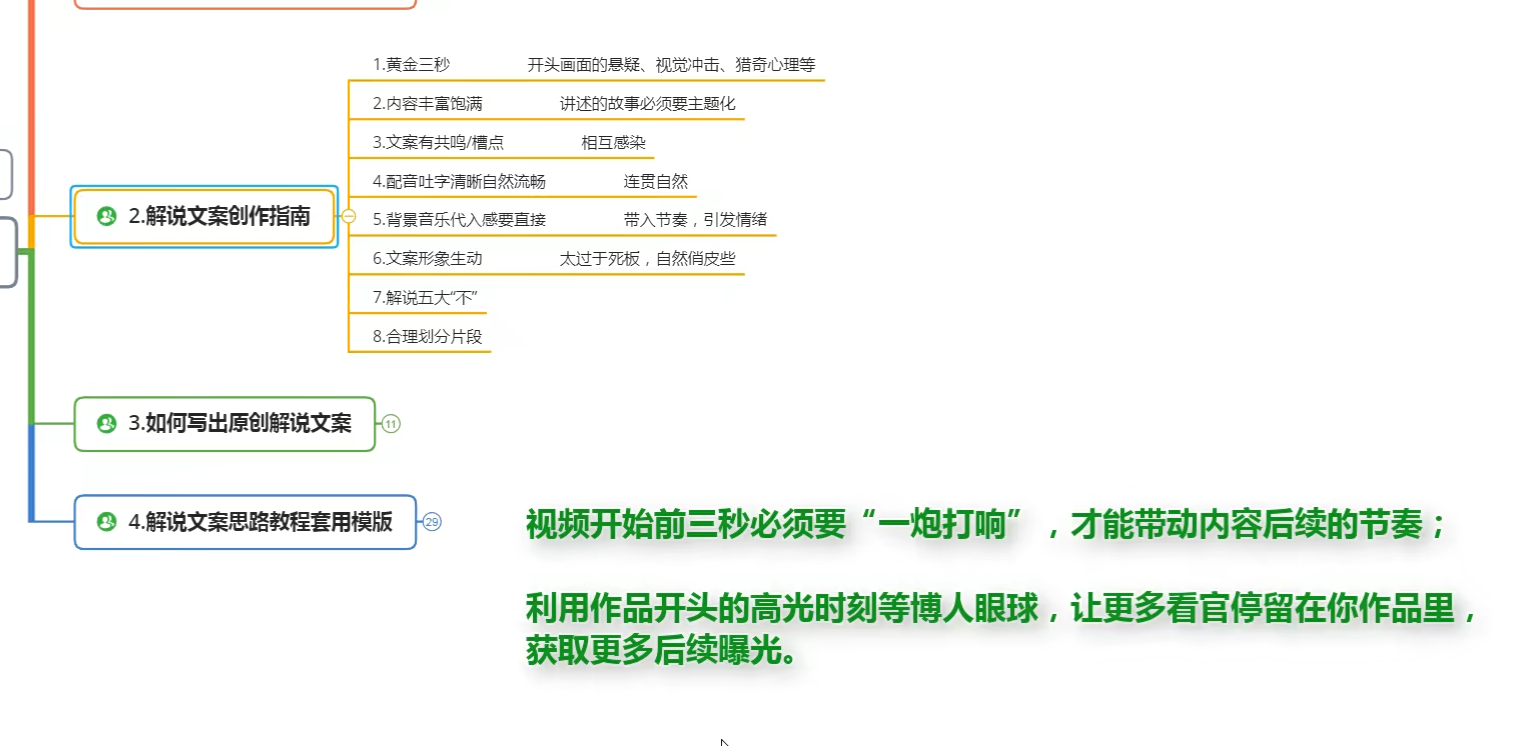 1.黄金三秒 开头画面的悬疑、视觉冲击、猎奇心理等
2.内容丰富饱满 讲述的故事必须要主题化
3.文案有共鸣/槽点 相互感染
4.配音吐字清晰自然流畅 连贯自然
2.解说文案创作指南
5.背景音乐代入感要直接 带入节奏，引发情绪
6.文案形象生动 太过于死板，自然俏皮些
7.解说五大“不”
8.合理划分片段
3.如何写出原创解说文案 11
4.解说文案思路教程套用模版 29
视频开始前三秒必须要“一炮打响”，才能带动内容后续的节奏；
利用作品开头的高光时刻等博人眼球，让更多看官停留在你作品里，
获取更多后续曝光。